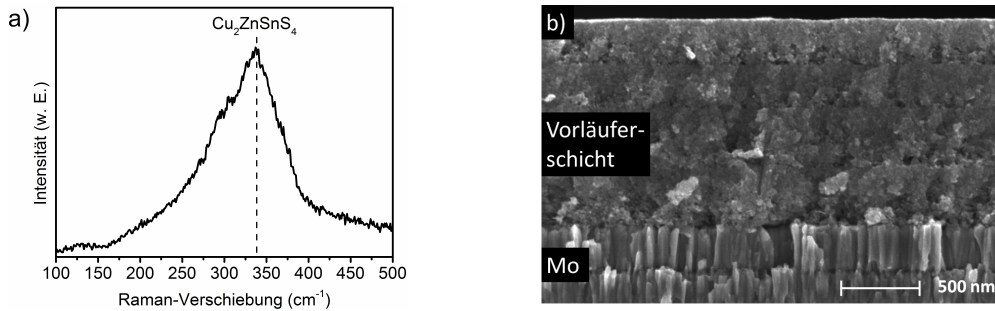 a)
Cu₂ZnSnS₄
Intensität (w. E.)
100 150 200 250 300 350 400 450 500
Raman-Verschiebung (cm⁻¹)
b)
Vorläufer-
schicht
Mo
500 nm